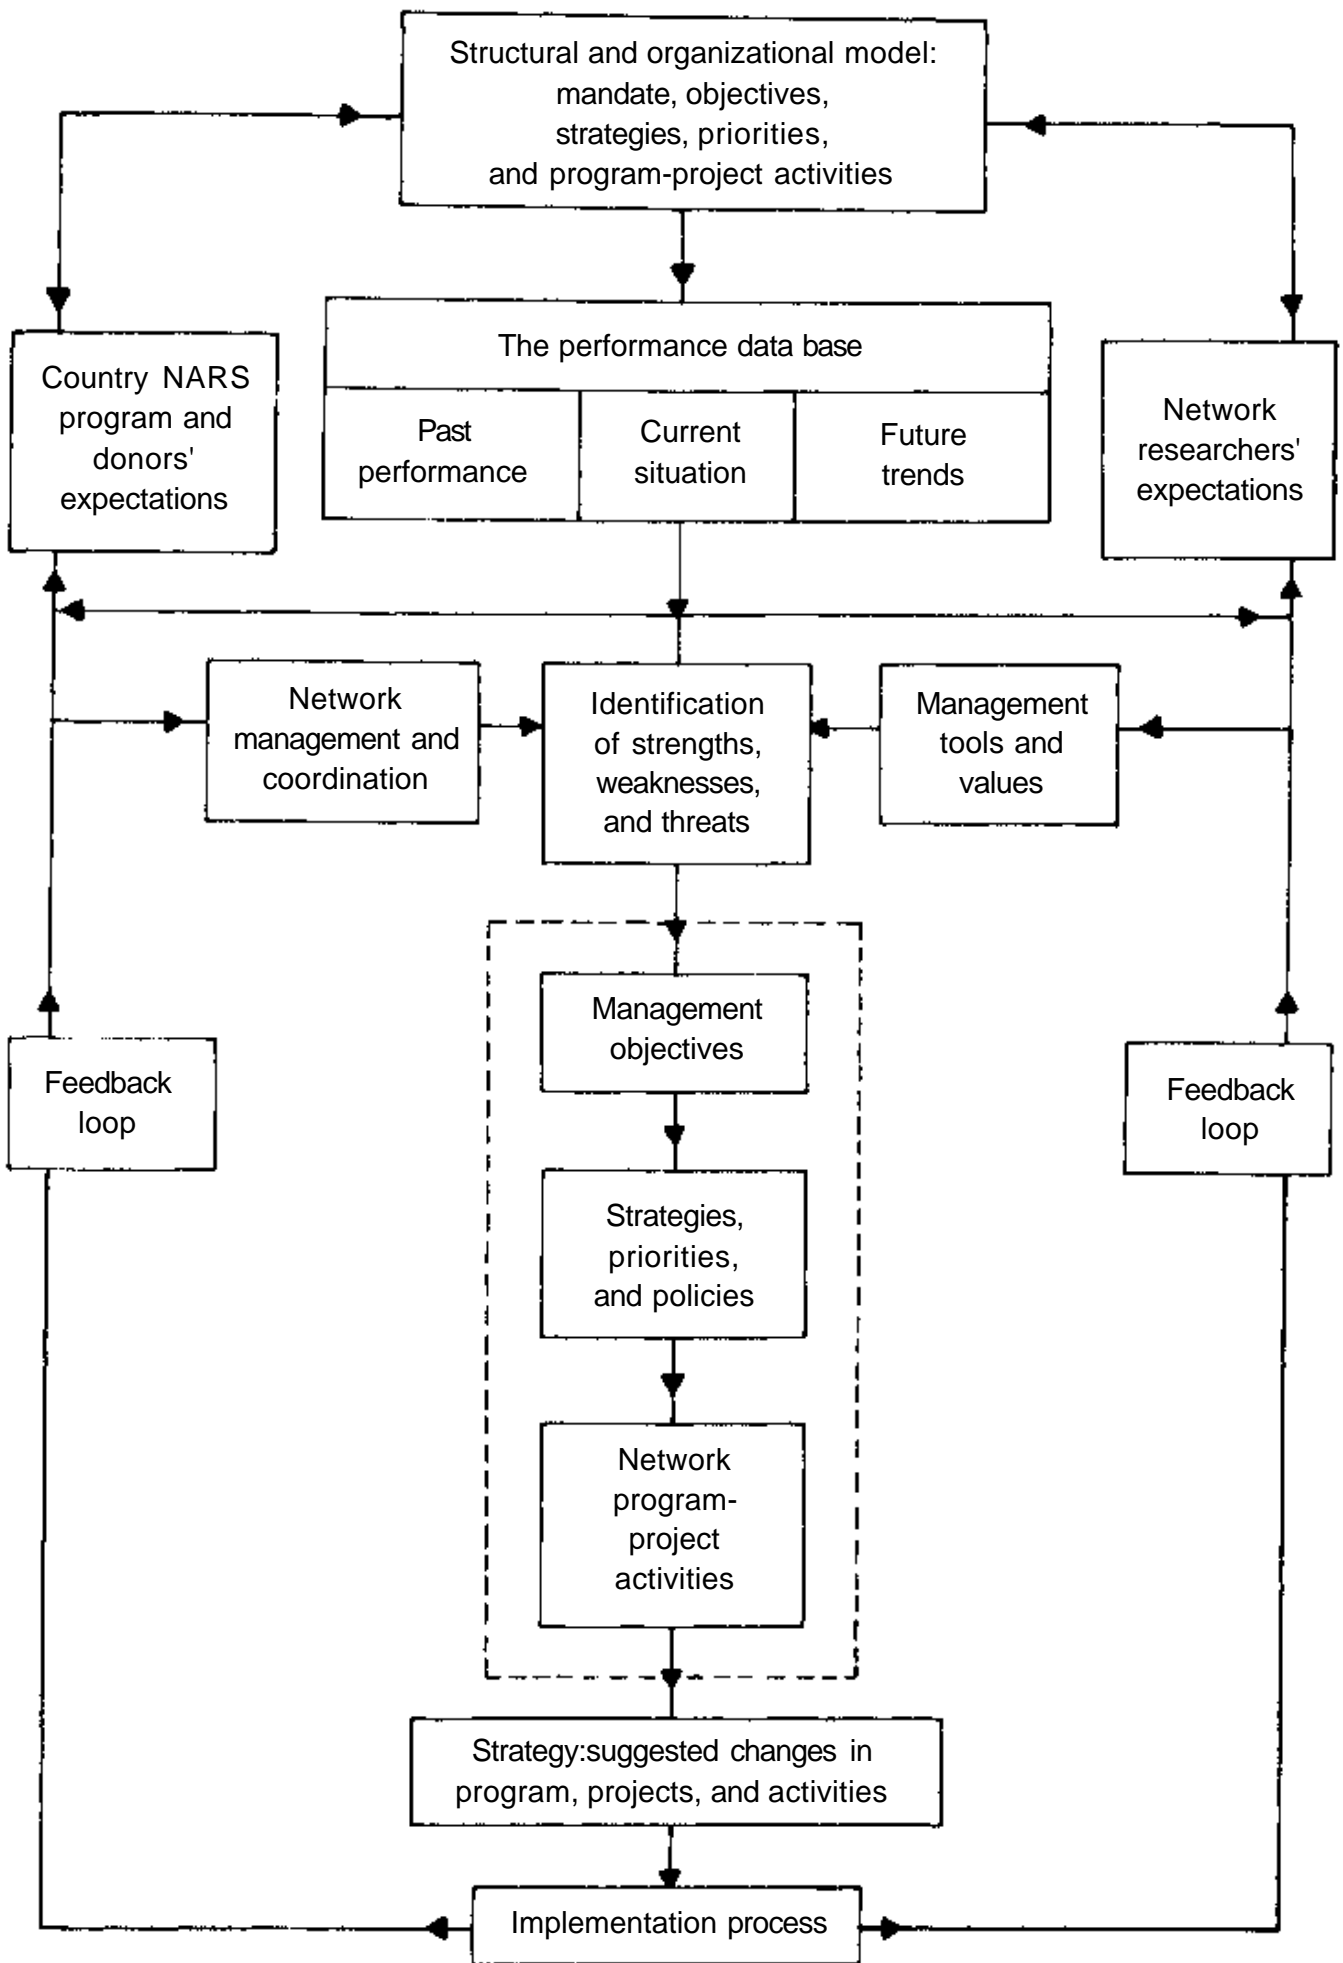 Structural and organizational model:
mandate, objectives,
strategies, priorities,
and program-project activities
The performance data base
Past
performance
Current
situation
Future
trends
Country NARS
program and
donors'
expectations
Network
researchers'
expectations
Network
management and
coordination
Identification
of strengths,
weaknesses,
and threats
Management
tools and
values
Management
objectives
Feedback
loop
Feedback
loop
Strategies,
priorities,
and policies
Network
program-
project
activities
Strategy:suggested changes in
program, projects, and activities
Implementation process